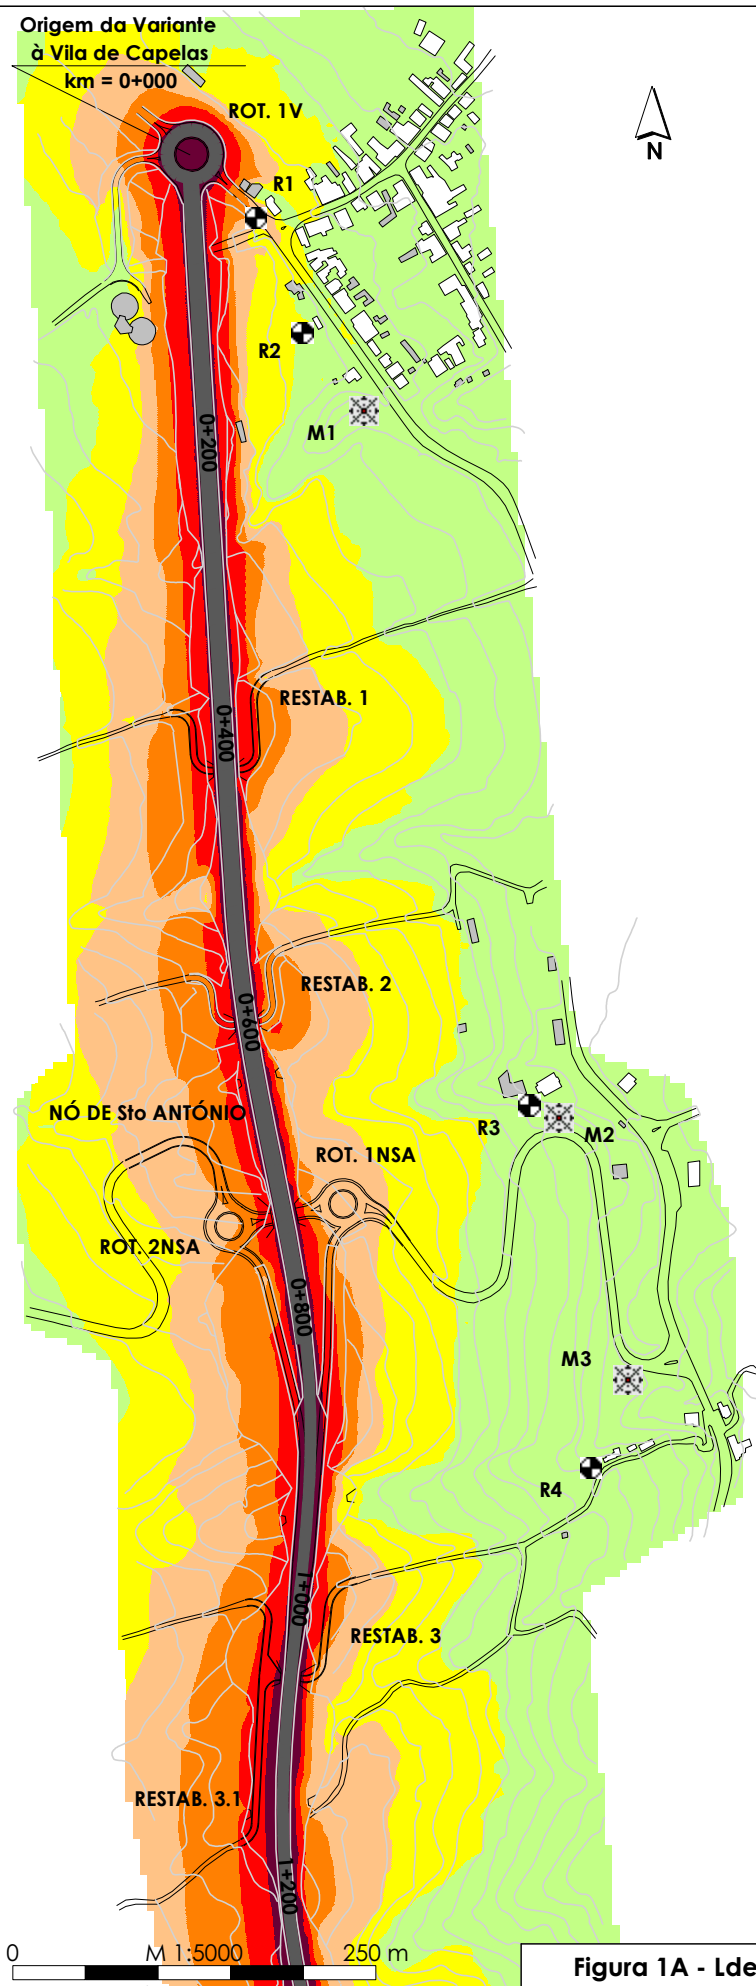 Origem da Variante
à Vila de Capelas
km = 0+000
ROT. 1V
N
R1
R2
M1
0+200
RESTAB. 1
0+400
RESTAB. 2
0+600
NÓ DE Sto ANTÓNIO
R3
M2
ROT. 1NSA
ROT. 2NSA
0+800
M3
R4
1+000
RESTAB. 3
RESTAB. 3.1
1+200
0 M 1:5000 250 m
Figura 1A - Lde